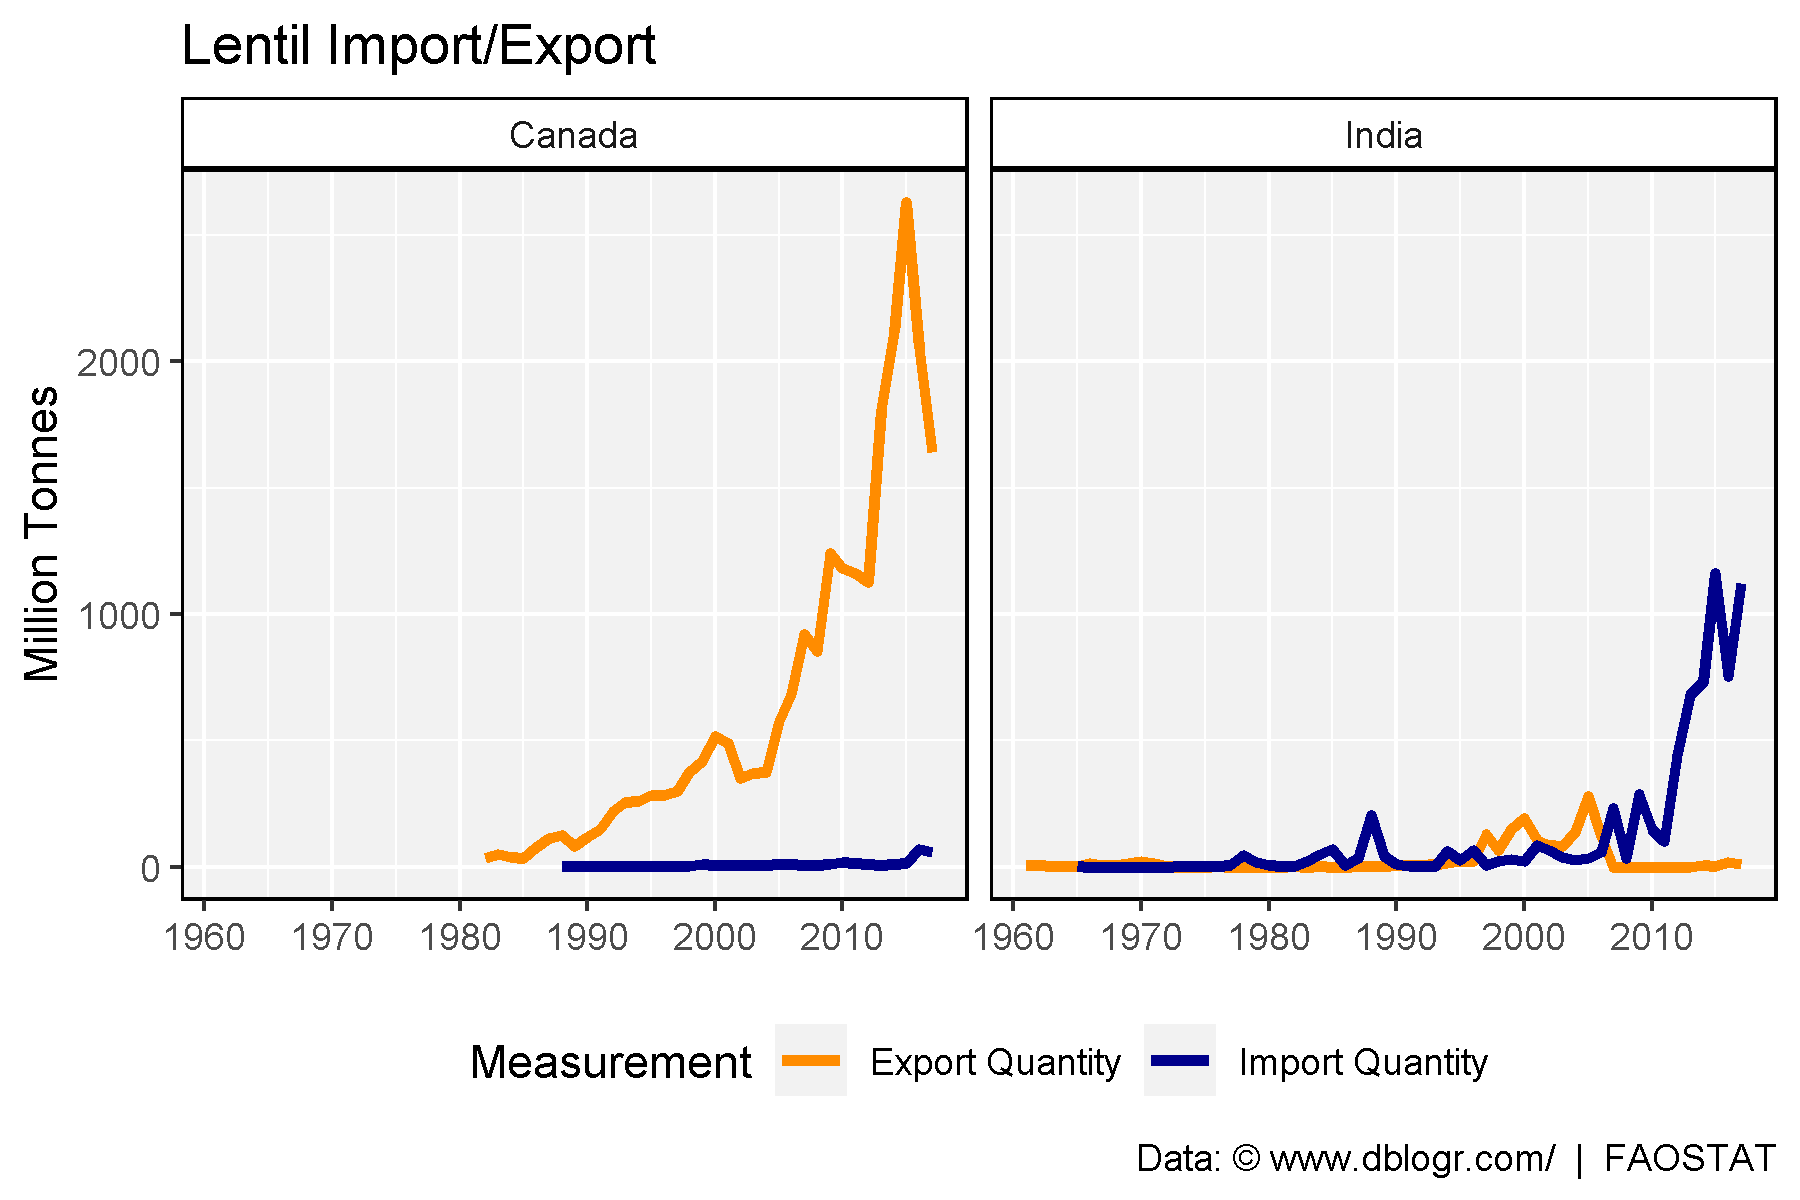 Lentil Import/Export
Canada
India
Million Tonnes
2000
1000
0
1960 1970 1980 1990 2000 2010
1960 1970 1980 1990 2000 2010
Measurement Export Quantity Import Quantity
Data: © www.dblogr.com/ | FAOSTAT